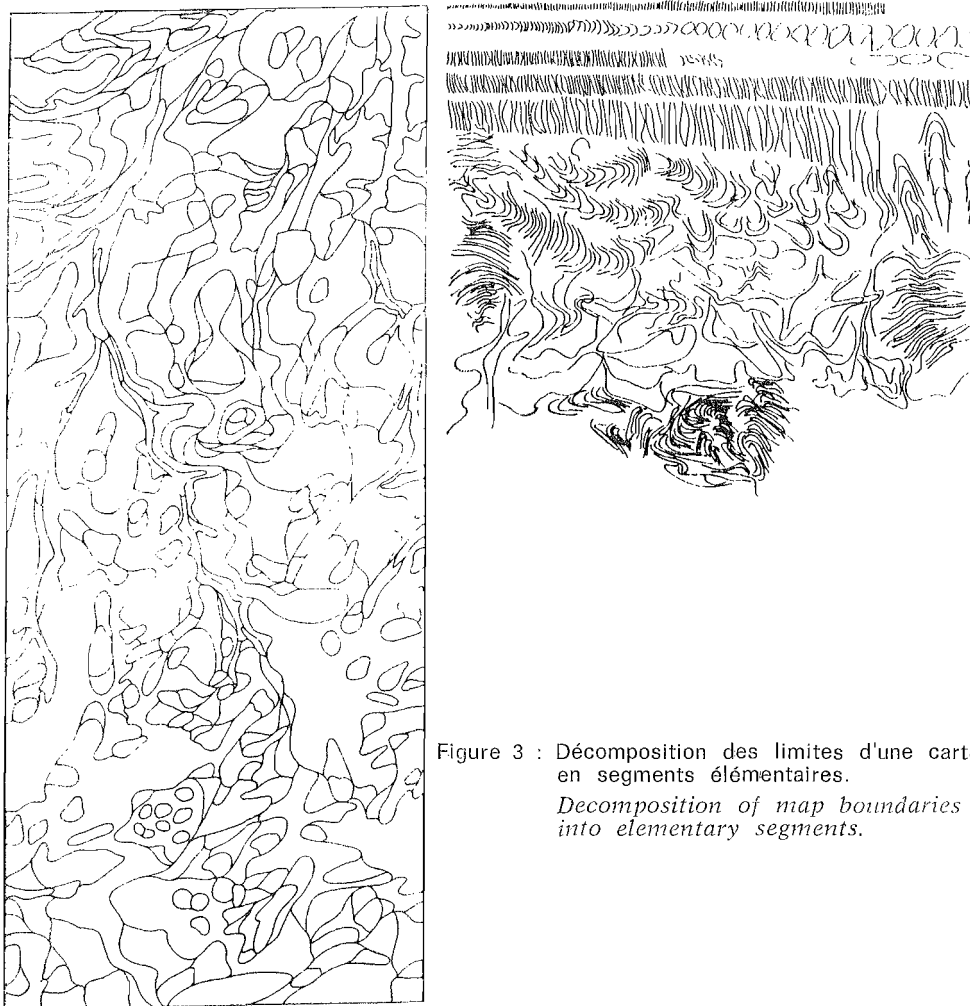 Figure 3 : Décomposition des limites d'une cart
en segments élémentaires.
Decomposition of map boundaries
into elementary segments.